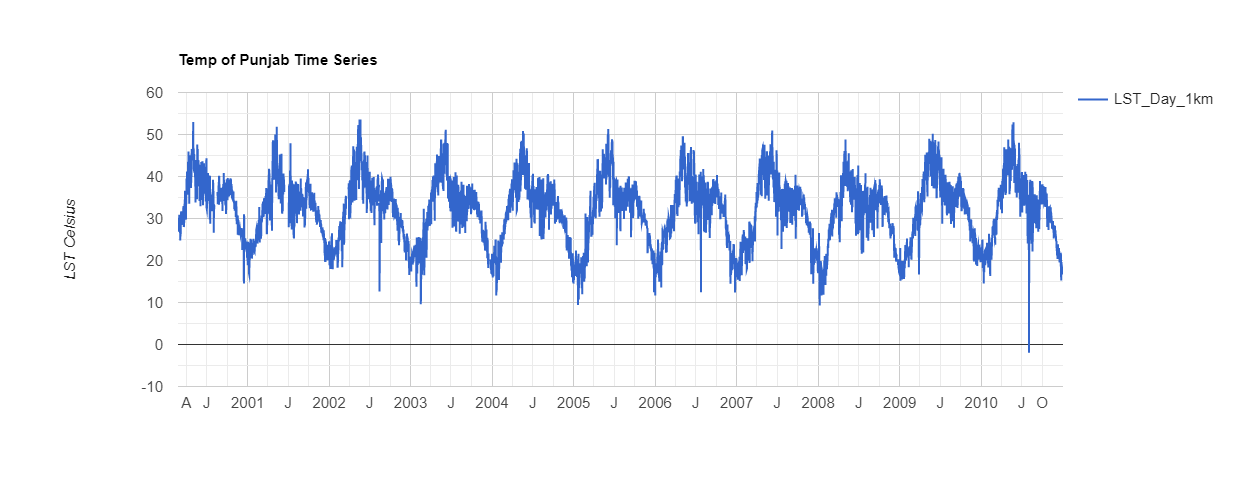 Temp of Punjab Time Series
60
50
40
30
20
10
0
-10
LST Celsius
LST_Day_1km
A J 2001 J 2002 J 2003 J 2004 J 2005 J 2006 J 2007 J 2008 J 2009 J 2010 J O